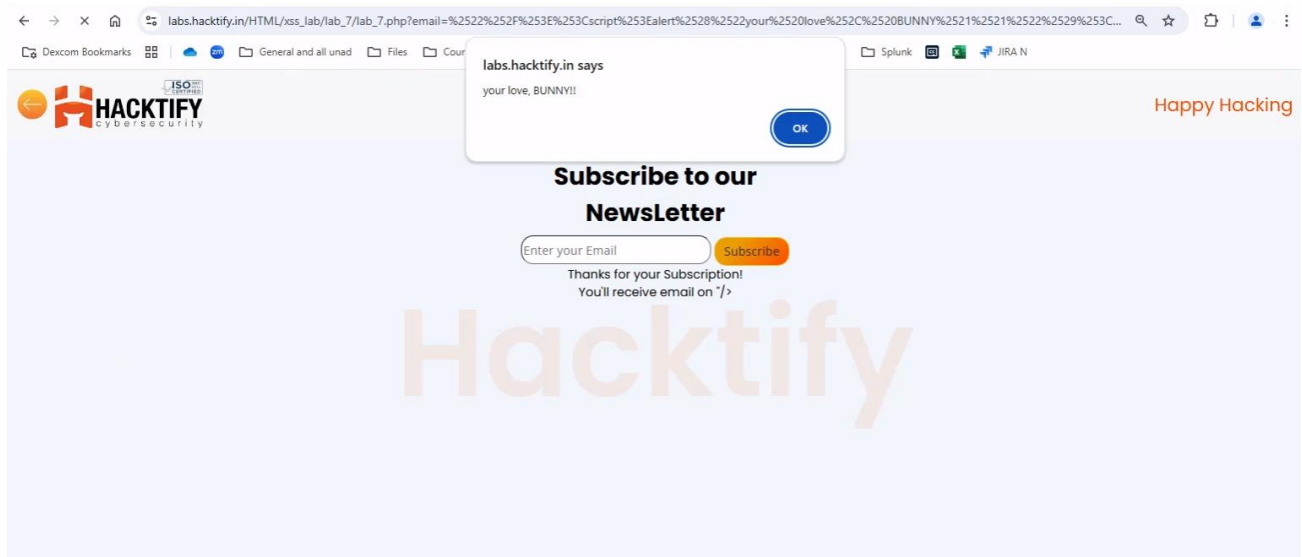 labs.hacktify.in/HTML/xss_lab/lab_7/lab_7.php?email=%2522%252F%253E%253Cscript%253Ealert%2528%2522your%2520love%252C%2520BUNNY%2521%2521%2522%2529%253C...
Dexcom Bookmarks zm General and all unad Files Cour Splunk JIRA N
labs.hacktify.in says
your love, BUNNY!!
OK
ISO
CERTIFIED
HACKTIFY
cybersecurity
Happy Hacking
Subscribe to our
NewsLetter
Enter your Email Subscribe
Thanks for your Subscription!
You'll receive email on "/>
Hacktify